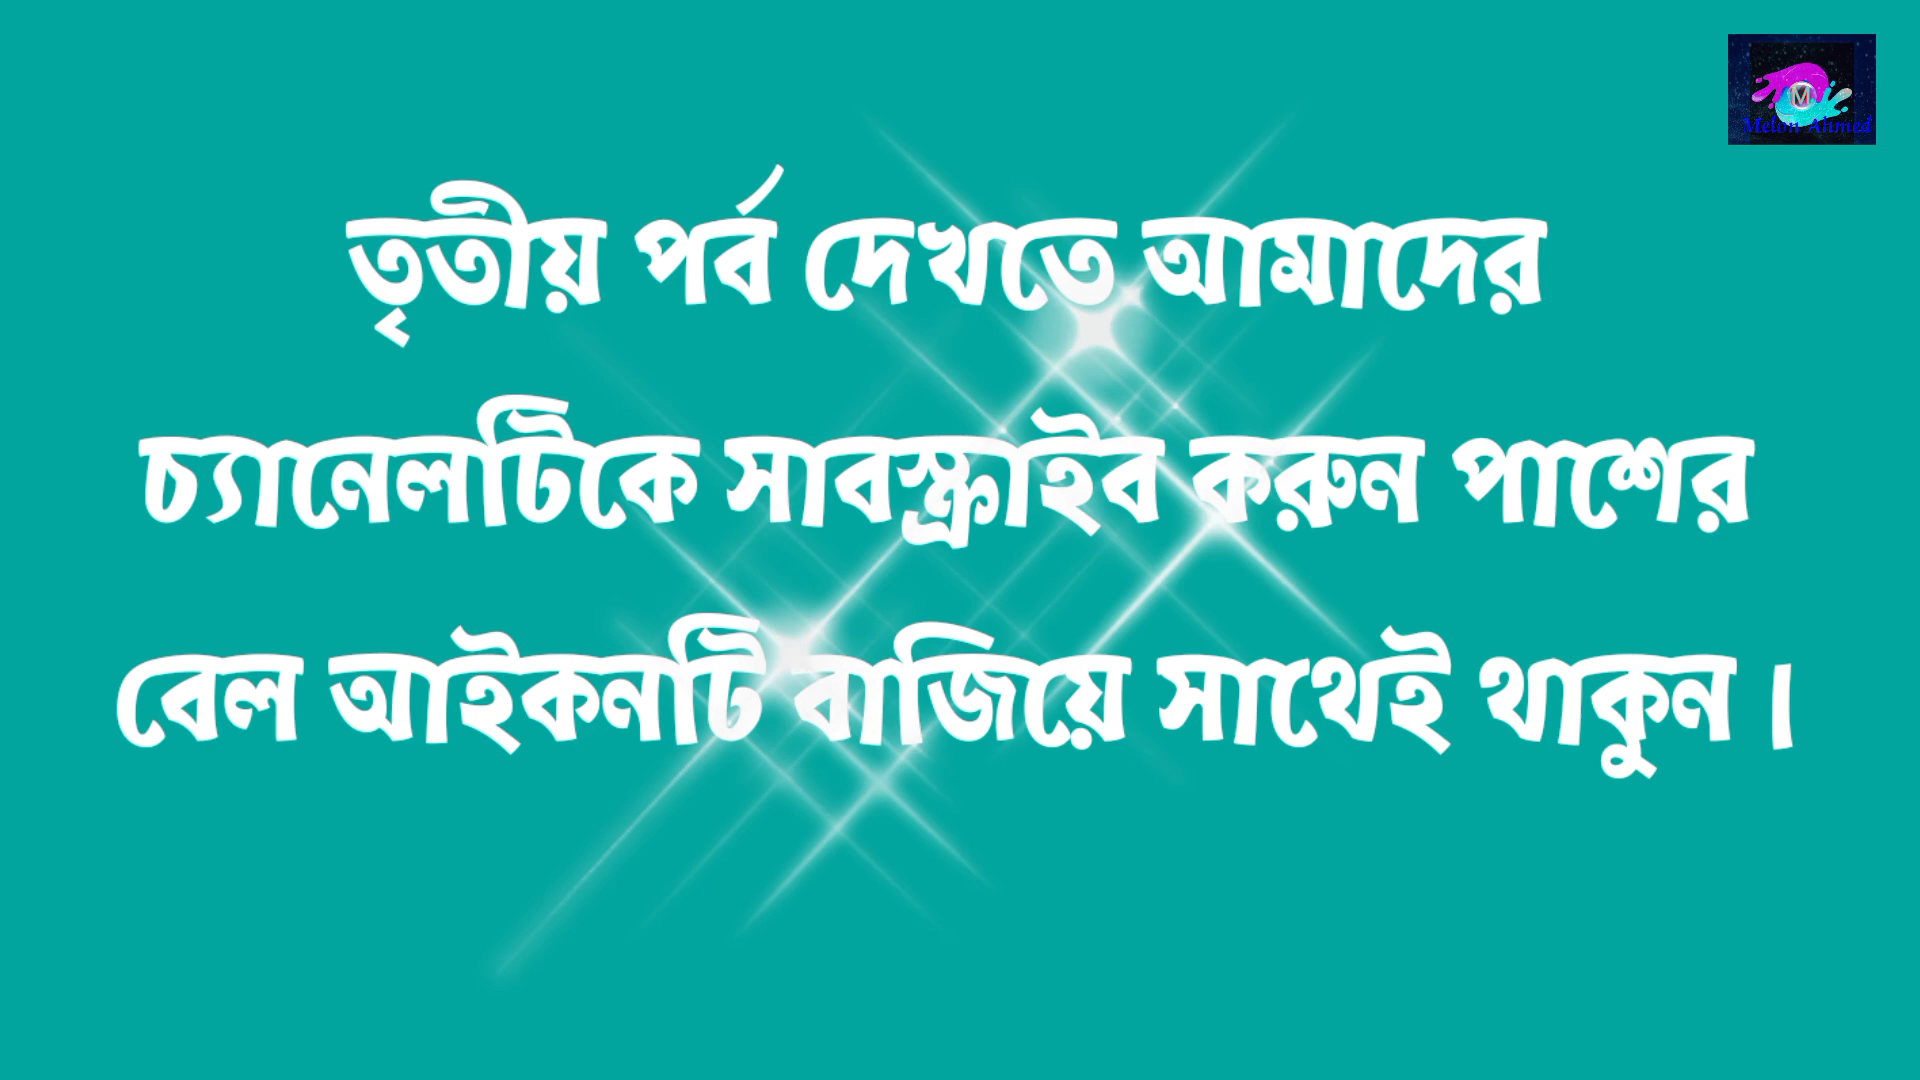 Melon Ahmed
তৃতীয় পর্ব দেখতে আমাদের
চ্যানেলটিকে সাবস্ক্রাইব করুন পাশের
বেল আইকনটি বাজিয়ে সাথেই থাকুন ।